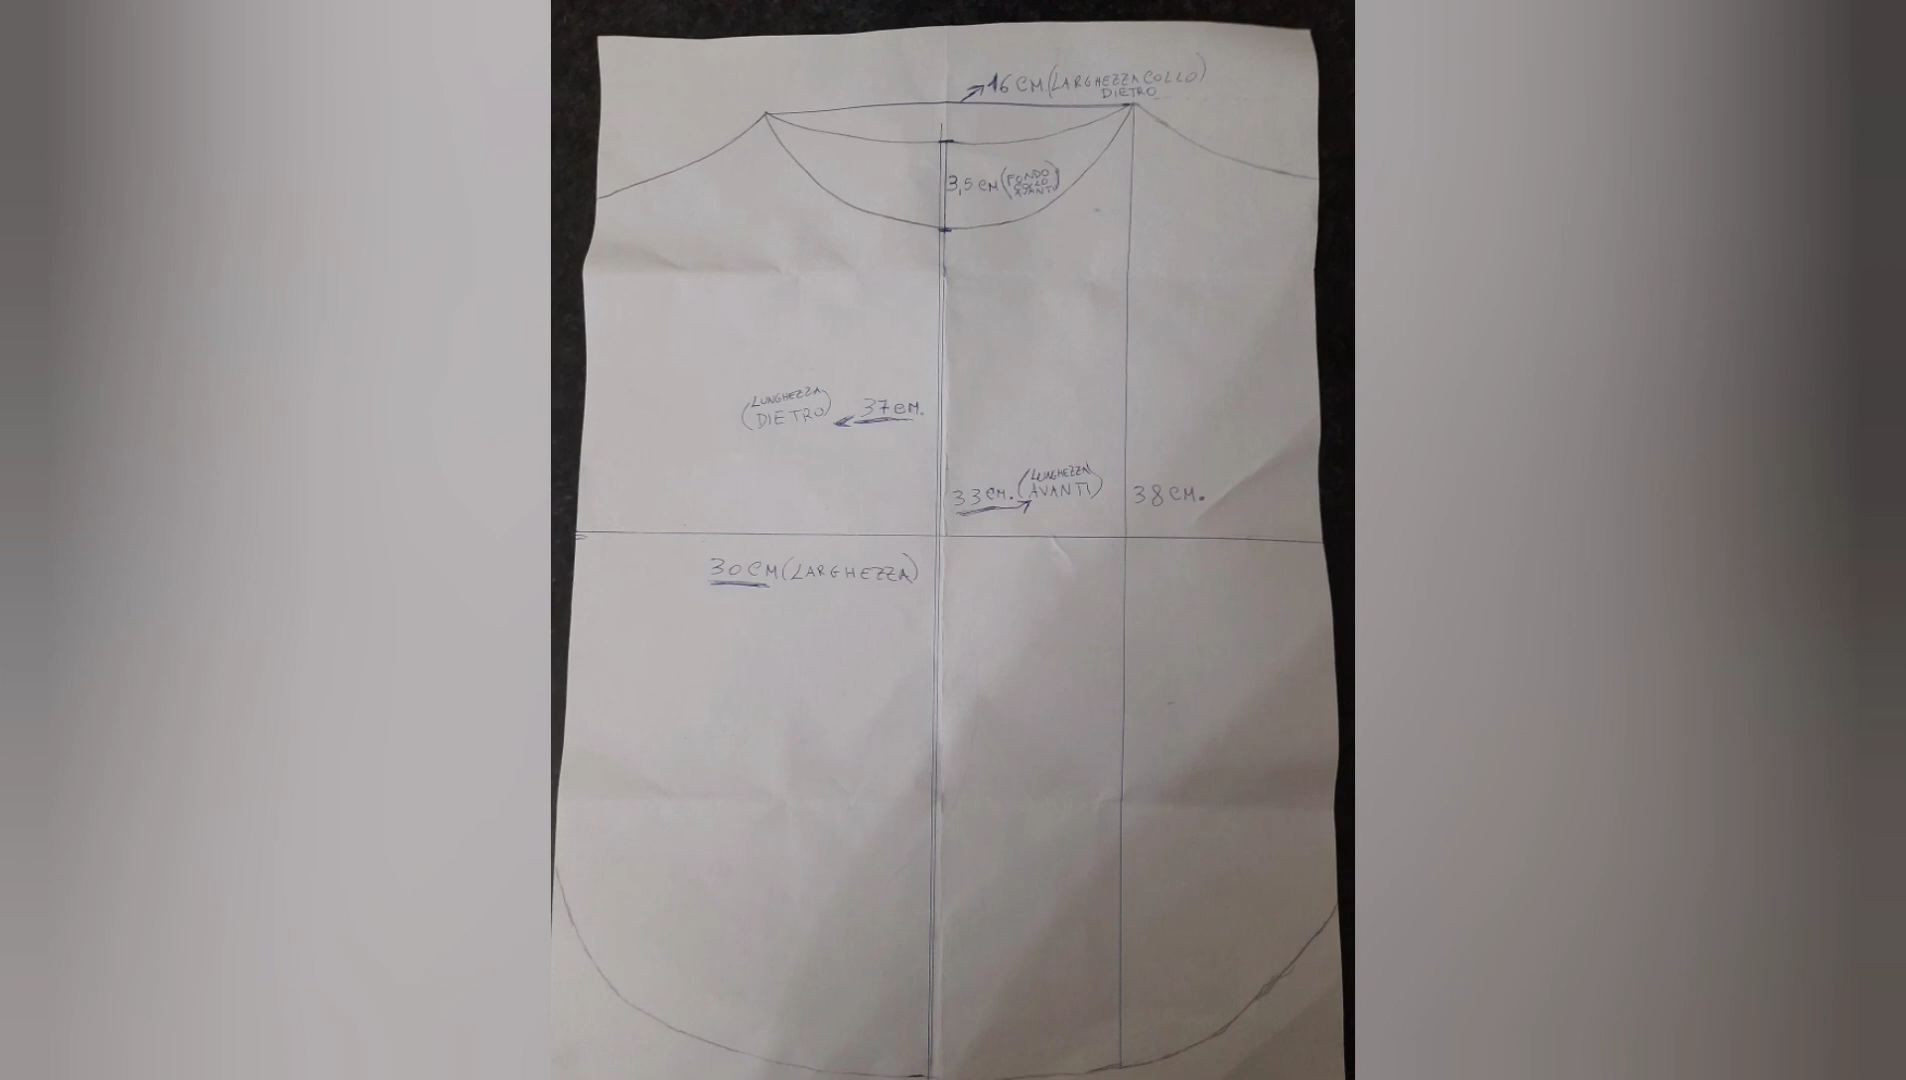 16 CM (LARGHEZZA COLLO)
DIETRO
3,5 CM (FONDO
COLLO
AVANTI)
(LUNGHEZZA
DIETRO) 37 CM.
(LUNGHEZZA
33 CM. AVANTI)
38 CM.
30 CM (LARGHEZZA)